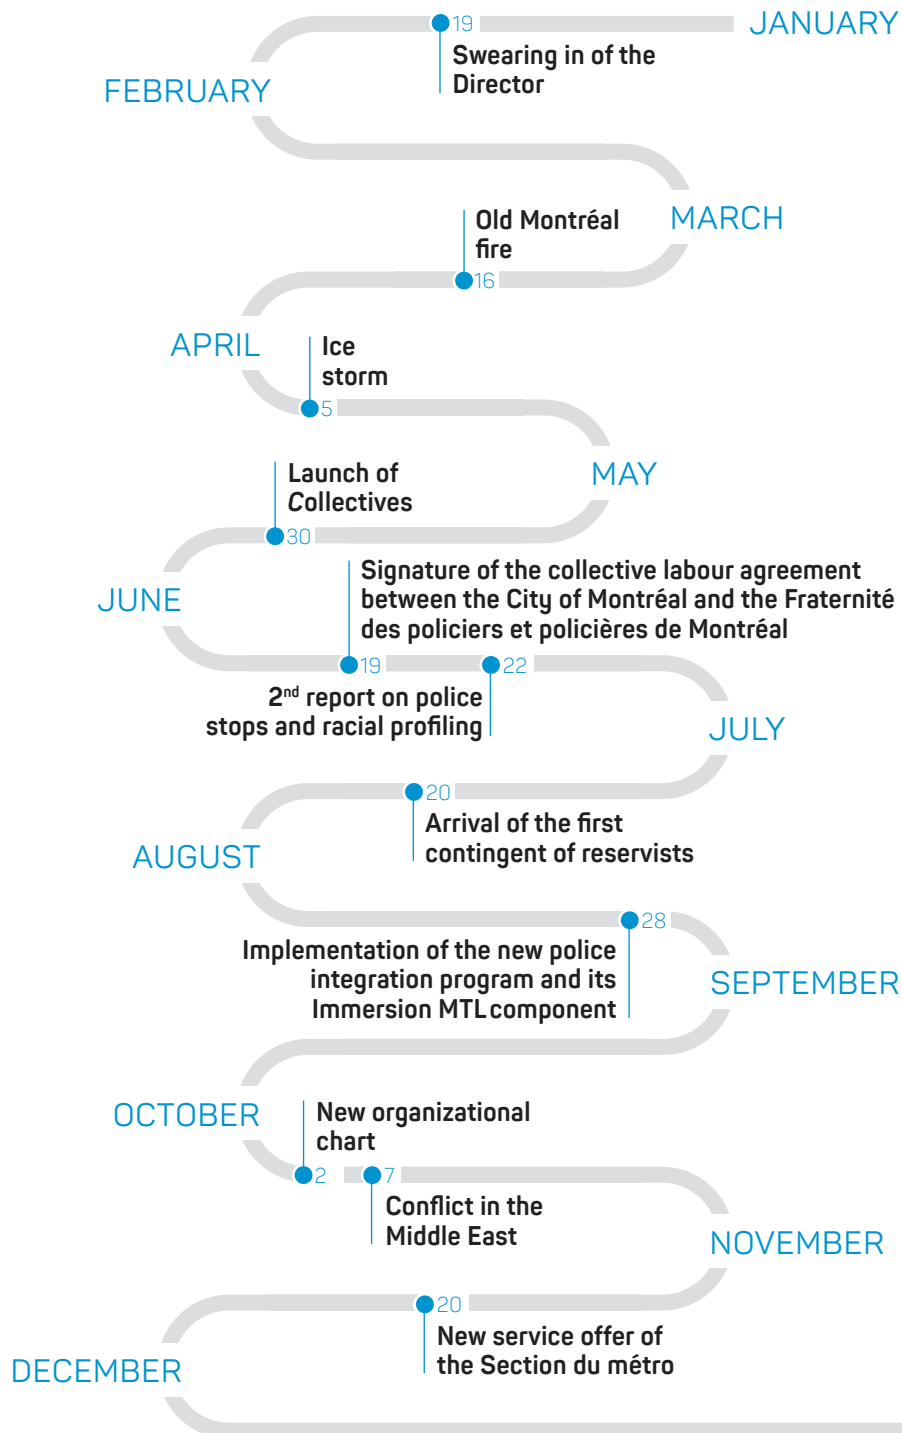 JANUARY
19
Swearing in of the
Director
FEBRUARY
MARCH
Old Montréal
fire
16
APRIL
Ice
storm
5
MAY
Launch of
Collectives
30
JUNE
Signature of the collective labour agreement
between the City of Montréal and the Fraternité
des policiers et policières de Montréal
19
22
2nd report on police
stops and racial profiling
JULY
20
Arrival of the first
contingent of reservists
AUGUST
28
Implementation of the new police
integration program and its
Immersion MTL component
SEPTEMBER
OCTOBER
New organizational
chart
2
7
Conflict in the
Middle East
NOVEMBER
20
New service offer of
the Section du métro
DECEMBER